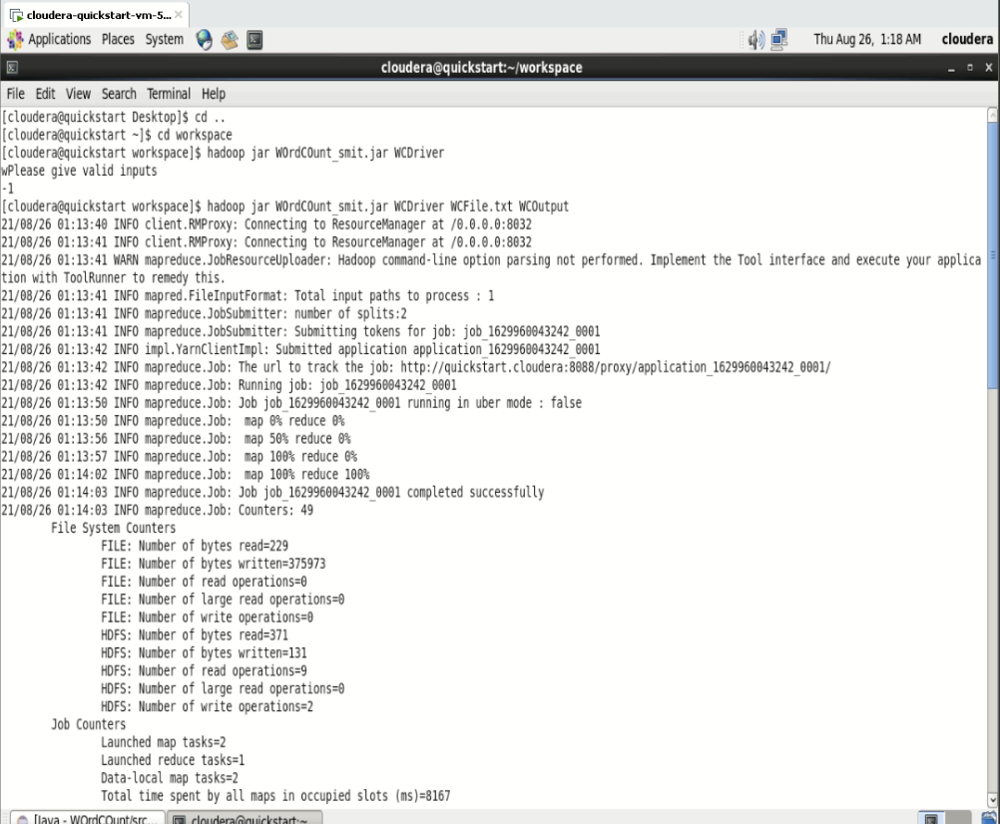 cloudera-quickstart-vm-5...
Applications Places System Thu Aug 26, 1:18 AM cloudera
cloudera@quickstart:~/workspace
File Edit View Search Terminal Help
[cloudera@quickstart Desktop]$ cd ..
[cloudera@quickstart ~]$ cd workspace
[cloudera@quickstart workspace]$ hadoop jar WOrdCOunt_smit.jar WCDriver
wPlease give valid inputs
-1
[cloudera@quickstart workspace]$ hadoop jar WOrdCOunt_smit.jar WCDriver WCFile.txt WCOutput
21/08/26 01:13:40 INFO client.RMProxy: Connecting to ResourceManager at /0.0.0.0:8032
21/08/26 01:13:41 INFO client.RMProxy: Connecting to ResourceManager at /0.0.0.0:8032
21/08/26 01:13:41 WARN mapreduce.JobResourceUploader: Hadoop command-line option parsing not performed. Implement the Tool interface and execute your applica
tion with ToolRunner to remedy this.
21/08/26 01:13:41 INFO mapred.FileInputFormat: Total input paths to process : 1
21/08/26 01:13:41 INFO mapreduce.JobSubmitter: number of splits:2
21/08/26 01:13:41 INFO mapreduce.JobSubmitter: Submitting tokens for job: job_1629960043242_0001
21/08/26 01:13:42 INFO impl.YarnClientImpl: Submitted application application_1629960043242_0001
21/08/26 01:13:42 INFO mapreduce.Job: The url to track the job: http://quickstart.cloudera:8088/proxy/application_1629960043242_0001/
21/08/26 01:13:42 INFO mapreduce.Job: Running job: job_1629960043242_0001
21/08/26 01:13:50 INFO mapreduce.Job: Job job_1629960043242_0001 running in uber mode : false
21/08/26 01:13:50 INFO mapreduce.Job:  map 0% reduce 0%
21/08/26 01:13:56 INFO mapreduce.Job:  map 50% reduce 0%
21/08/26 01:13:57 INFO mapreduce.Job:  map 100% reduce 0%
21/08/26 01:14:02 INFO mapreduce.Job:  map 100% reduce 100%
21/08/26 01:14:03 INFO mapreduce.Job: Job job_1629960043242_0001 completed successfully
21/08/26 01:14:03 INFO mapreduce.Job: Counters: 49
File System Counters
FILE: Number of bytes read=229
FILE: Number of bytes written=375973
FILE: Number of read operations=0
FILE: Number of large read operations=0
FILE: Number of write operations=0
HDFS: Number of bytes read=371
HDFS: Number of bytes written=131
HDFS: Number of read operations=9
HDFS: Number of large read operations=0
HDFS: Number of write operations=2
Job Counters
Launched map tasks=2
Launched reduce tasks=1
Data-local map tasks=2
Total time spent by all maps in occupied slots (ms)=8167
[Java - WOrdCOunt/src... cloudera@quickstart:~...